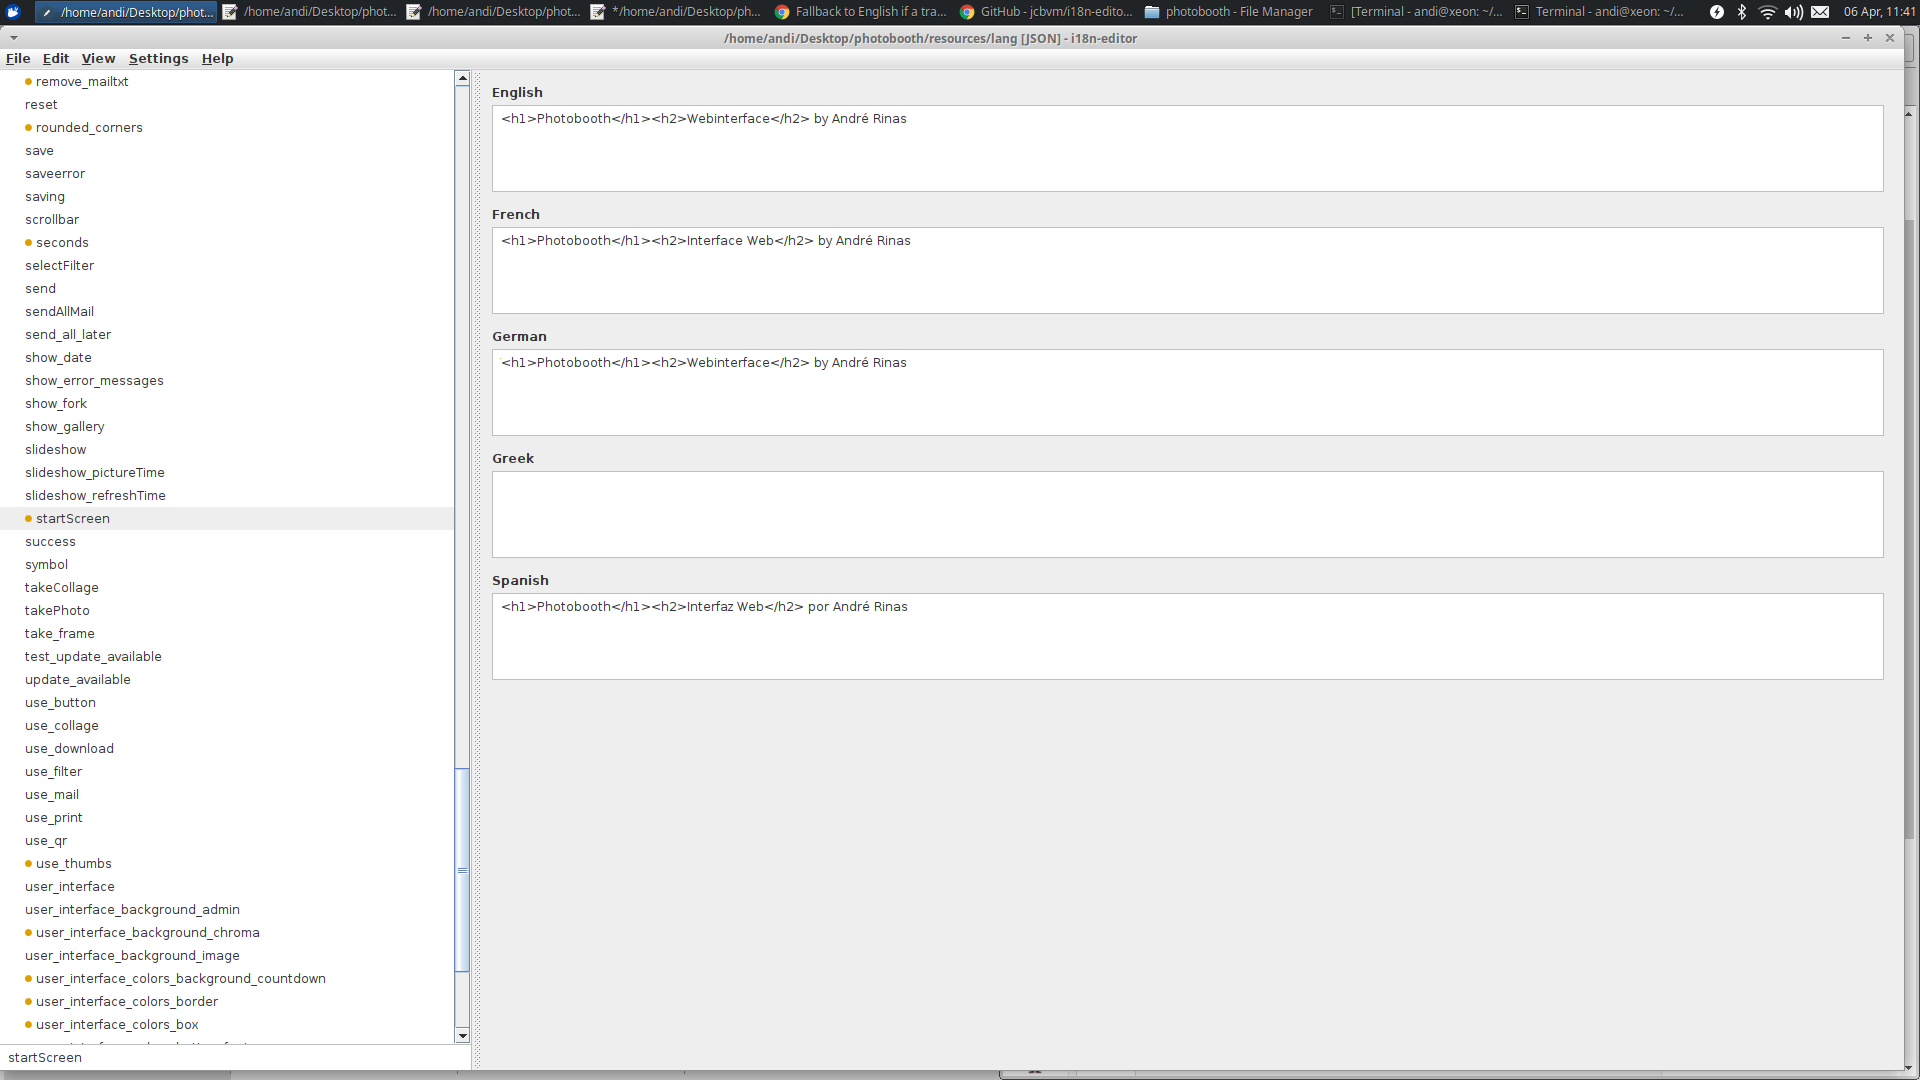 /home/andi/Desktop/phot...
/home/andi/Desktop/phot...
/home/andi/Desktop/phot...
*/home/andi/Desktop/ph...
Fallback to English if a tra...
GitHub - jcbvm/i18n-edito...
photobooth - File Manager
[Terminal - andi@xeon: ~/...
Terminal - andi@xeon: ~/...
06 Apr, 11:41
/home/andi/Desktop/photobooth/resources/lang [JSON] - i18n-editor
File Edit View Settings Help
remove_mailtxt
reset
rounded_corners
save
saveerror
saving
scrollbar
seconds
selectFilter
send
sendAllMail
send_all_later
show_date
show_error_messages
show_fork
show_gallery
slideshow
slideshow_pictureTime
slideshow_refreshTime
startScreen
success
symbol
takeCollage
takePhoto
take_frame
test_update_available
update_available
use_button
use_collage
use_download
use_filter
use_mail
use_print
use_qr
use_thumbs
user_interface
user_interface_background_admin
user_interface_background_chroma
user_interface_background_image
user_interface_colors_background_countdown
user_interface_colors_border
user_interface_colors_box
startScreen
English
<h1>Photobooth</h1><h2>Webinterface</h2> by André Rinas
French
<h1>Photobooth</h1><h2>Interface Web</h2> by André Rinas
German
<h1>Photobooth</h1><h2>Webinterface</h2> by André Rinas
Greek
Spanish
<h1>Photobooth</h1><h2>Interfaz Web</h2> por André Rinas